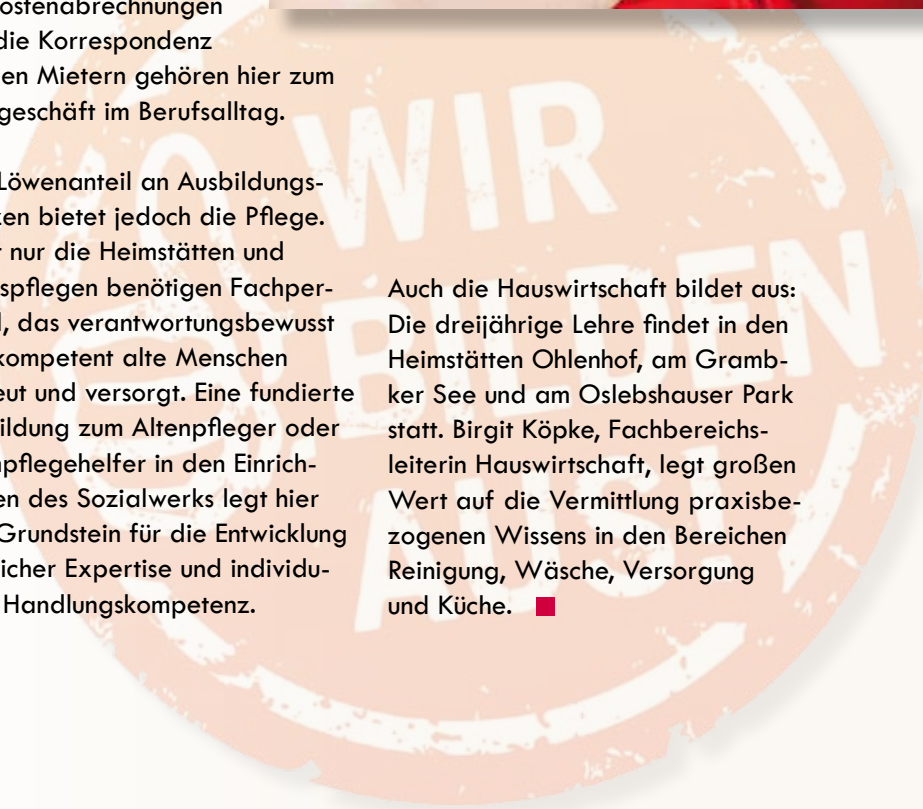 ostenabrechnungen
die Korrespondenz
en Mietern gehören hier zum
geschäft im Berufsalltag.
Löwenanteil an Ausbildungs-
en bietet jedoch die Pflege.
nur die Heimstätten und
spflegen benötigen Fachper-
, das verantwortungsbewusst
kompetent alte Menschen
eut und versorgt. Eine fundierte
ildung zum Altenpfleger oder
pflegehelfer in den Einrich-
en des Sozialwerks legt hier
Grundstein für die Entwicklung
icher Expertise und individu-
Handlungskompetenz.
Auch die Hauswirtschaft bildet aus:
Die dreijährige Lehre findet in den
Heimstätten Ohlenhof, am Gramb-
ker See und am Oslebshauser Park
statt. Birgit Köpke, Fachbereichs-
leiterin Hauswirtschaft, legt großen
Wert auf die Vermittlung praxisbe-
zogenen Wissens in den Bereichen
Reinigung, Wäsche, Versorgung
und Küche.
WIR
BILDEN
AUS!